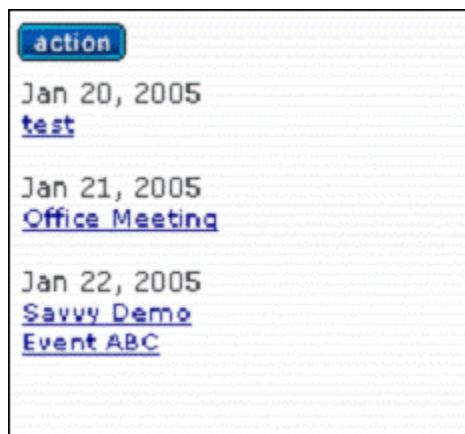 action
Jan 20, 2005
test
Jan 21, 2005
Office Meeting
Jan 22, 2005
Savvy Demo
Event ABC